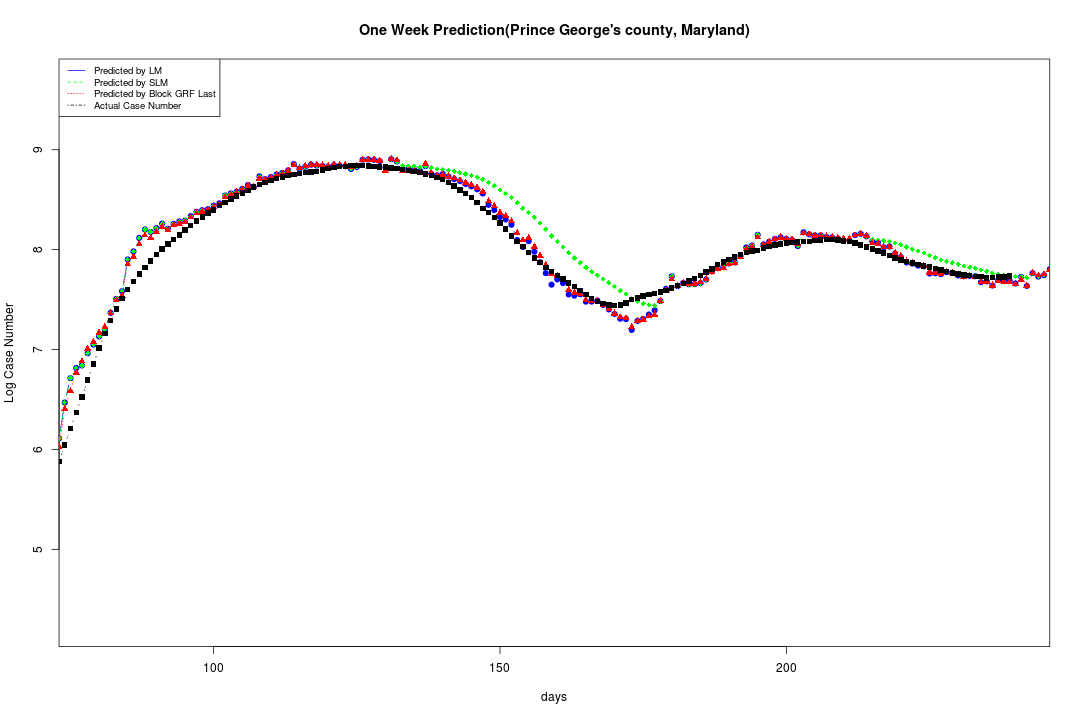 One Week Prediction(Prince George's county, Maryland)
Predicted by LM
Predicted by SLM
Predicted by Block GRF Last
Actual Case Number
9
8
7
6
5
Log Case Number
100 150 200
days